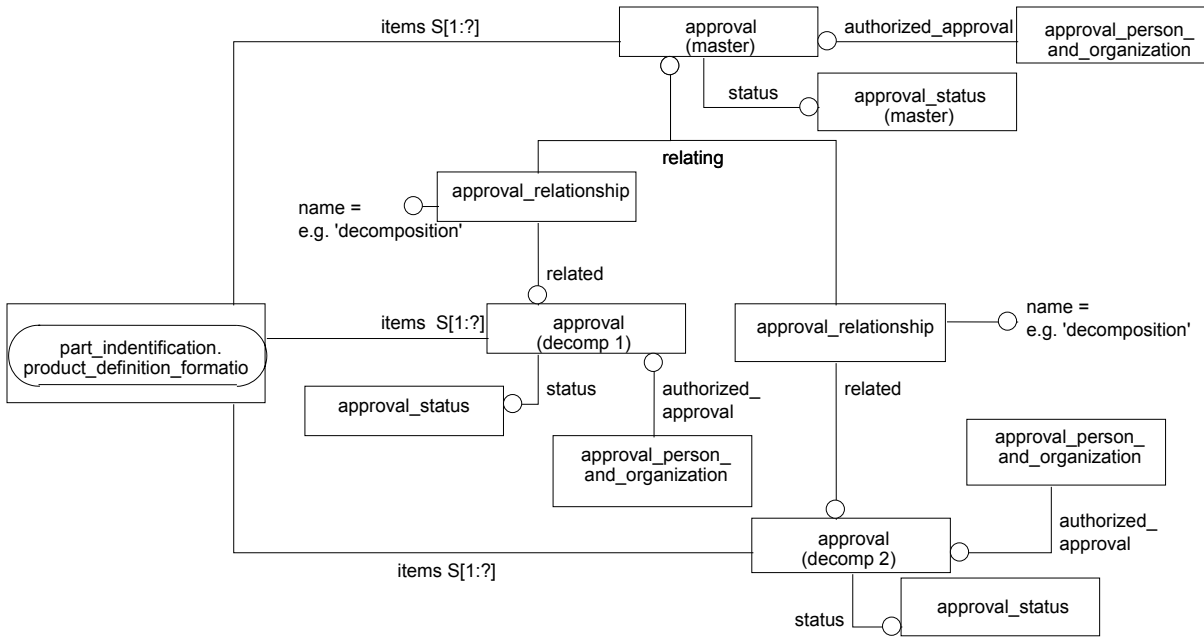 items S[1:?]
approval
(master)
authorized_approval
approval_person_
and_organization
status
approval_status
(master)
relating
approval_relationship
name =
e.g. 'decomposition'
related
items S[1:?]
approval
(decomp 1)
approval_relationship
name =
e.g. 'decomposition'
part_indentification.
product_definition_formatio
status
authorized_
approval
related
approval_status
approval_person_
and_organization
approval_person_
and_organization
authorized_
approval
approval
(decomp 2)
items S[1:?]
status
approval_status